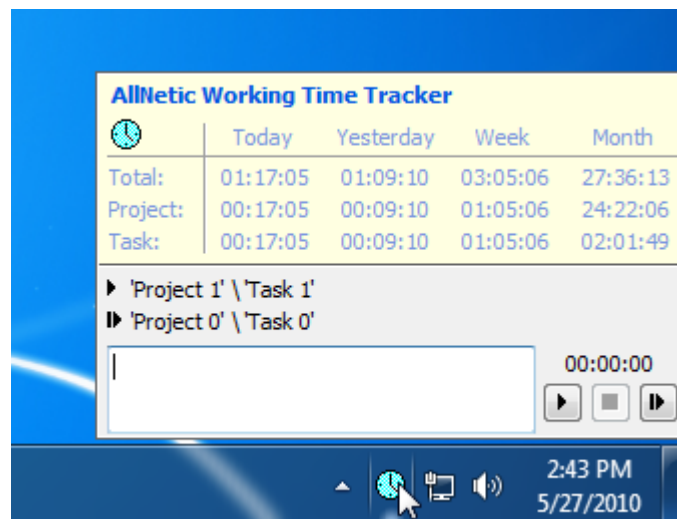 AllNetic Working Time Tracker
Today Yesterday Week Month
Total: 01:17:05 01:09:10 03:05:06 27:36:13
Project: 00:17:05 00:09:10 01:05:06 24:22:06
Task: 00:17:05 00:09:10 01:05:06 02:01:49
'Project 1' \ 'Task 1'
'Project 0' \ 'Task 0'
00:00:00
2:43 PM
5/27/2010